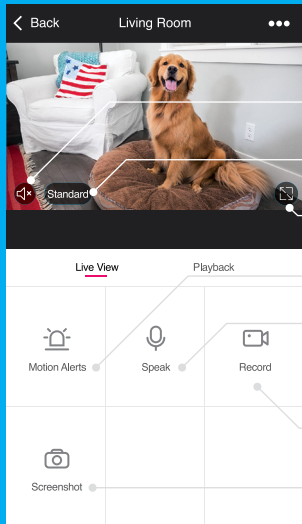 Back
Living Room
Standard
Live View
Playback
Motion Alerts
Speak
Record
Screenshot